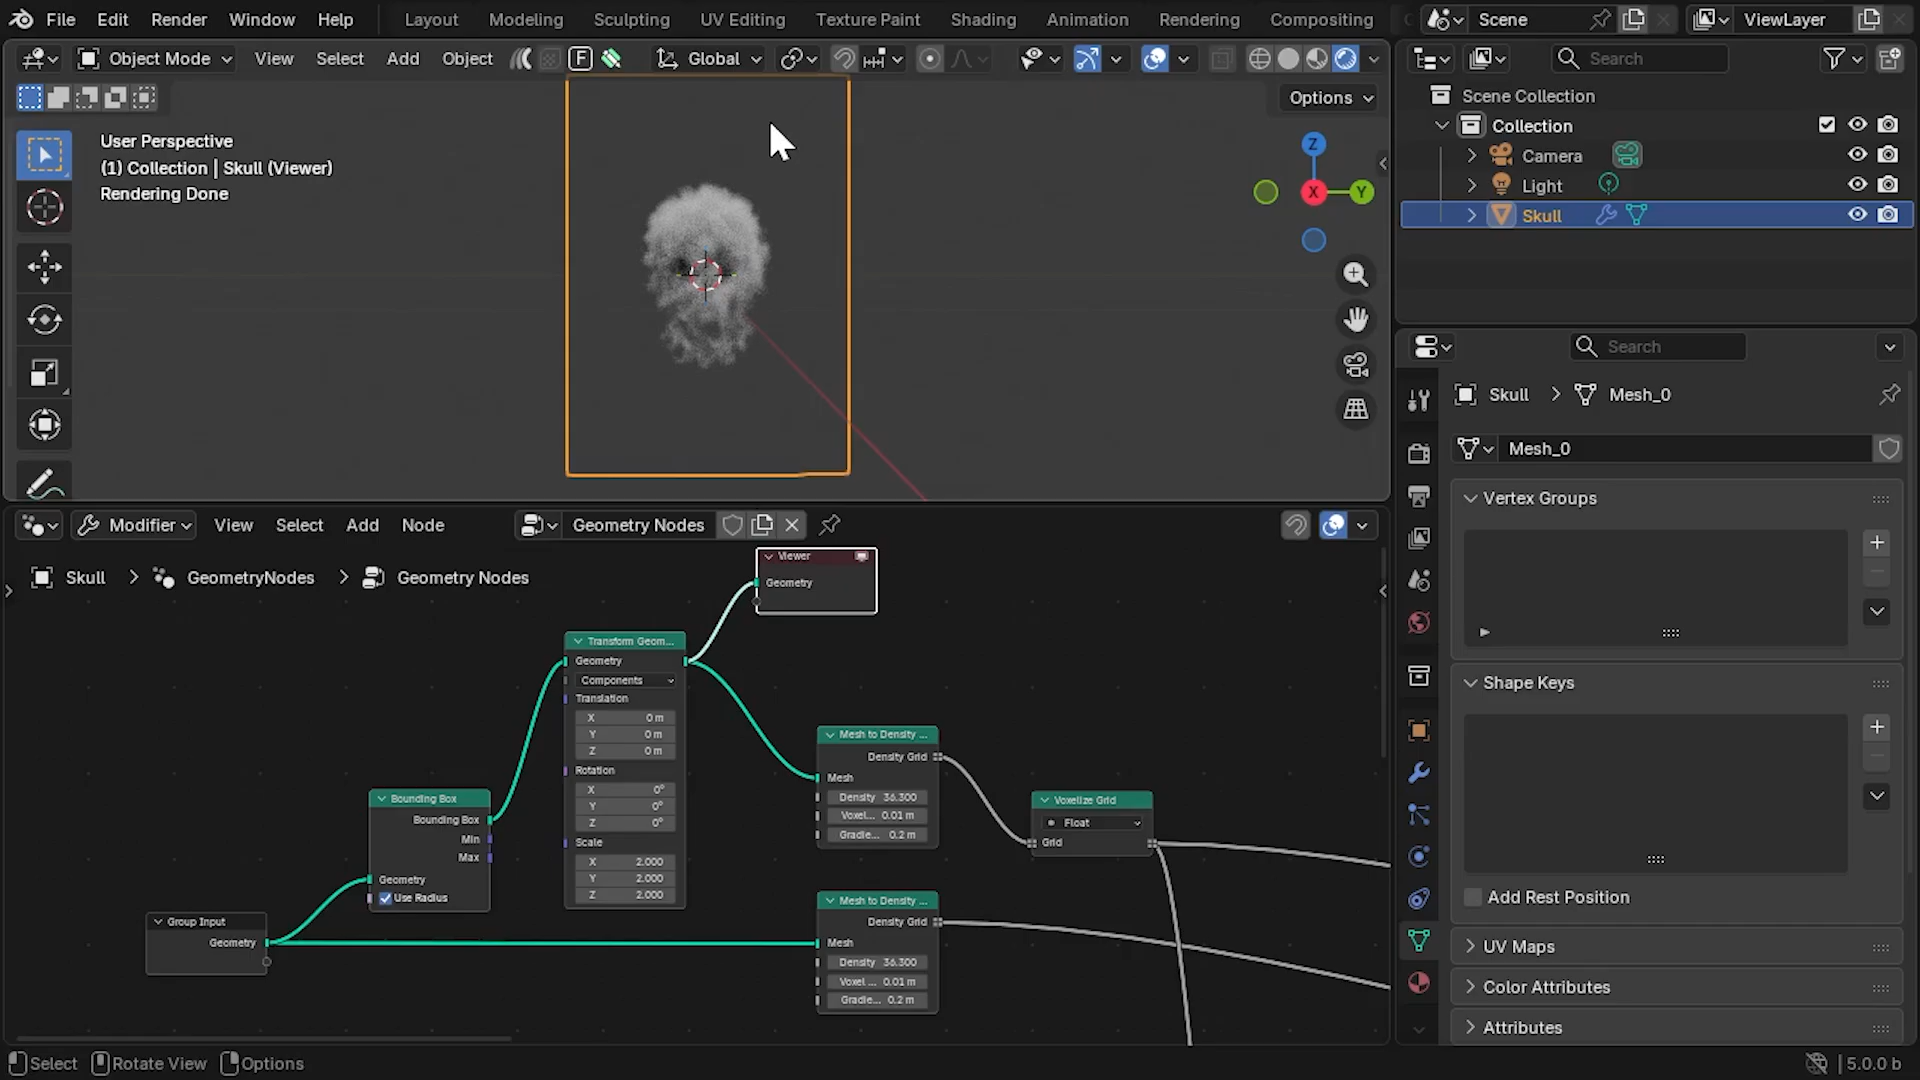 File Edit Render Window Help Layout Modeling Sculpting UV Editing Texture Paint Shading Animation Rendering Compositing Scene ViewLayer
Object Mode View Select Add Object F Global
Options
User Perspective
(1) Collection | Skull (Viewer)
Rendering Done
Z
X
Y
Search
Scene Collection
Collection
Camera
Light
Skull
Search
Skull > Mesh_0
Mesh_0
Vertex Groups
Shape Keys
Add Rest Position
UV Maps
Color Attributes
Attributes
Modifier View Select Add Node Geometry Nodes
Skull > GeometryNodes > Geometry Nodes
Viewer
Geometry
Transform Geom...
Geometry
Components
Translation
X 0 m
Y 0 m
Z 0 m
Rotation
X 0°
Y 0°
Z 0°
Scale
X 2.000
Y 2.000
Z 2.000
Bounding Box
Bounding Box
Min
Max
Geometry
Use Radius
Group Input
Geometry
Mesh to Density ...
Density Grid
Mesh
Density 36.300
Voxel... 0.01 m
Gradie... 0.2 m
Voxelize Grid
Float
Grid
Mesh to Density ...
Density Grid
Mesh
Density 36.300
Voxel ... 0.01 m
Gradie... 0.2 m
Select Rotate View Options 5.0.0 b